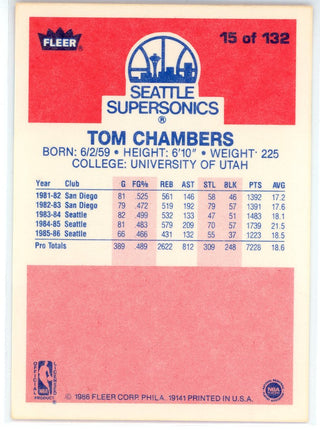 FLEER
15 of 132
SEATTLE
SUPERSONICS
®
TOM CHAMBERS
BORN: 6/2/59 • HEIGHT: 6'10" • WEIGHT: 225
COLLEGE: UNIVERSITY OF UTAH
Year Club G FG% REB AST STL BLK PTS AVG
1981-82 San Diego 81 .525 561 146 58 46 1392 17.2
1982-83 San Diego 79 .472 519 192 79 57 1391 17.6
1983-84 Seattle 82 .499 532 133 47 51 1483 18.1
1984-85 Seattle 81 .483 579 209 70 57 1739 21.5
1985-86 Seattle 66 .466 431 132 55 37 1223 18.5
Pro Totals 389 .489 2622 812 309 248 7228 18.6
OFFICIAL
LICENSED
NBA
PRODUCT
NBA
© 1986 FLEER CORP. PHILA. 19141 PRINTED IN U.S.A.